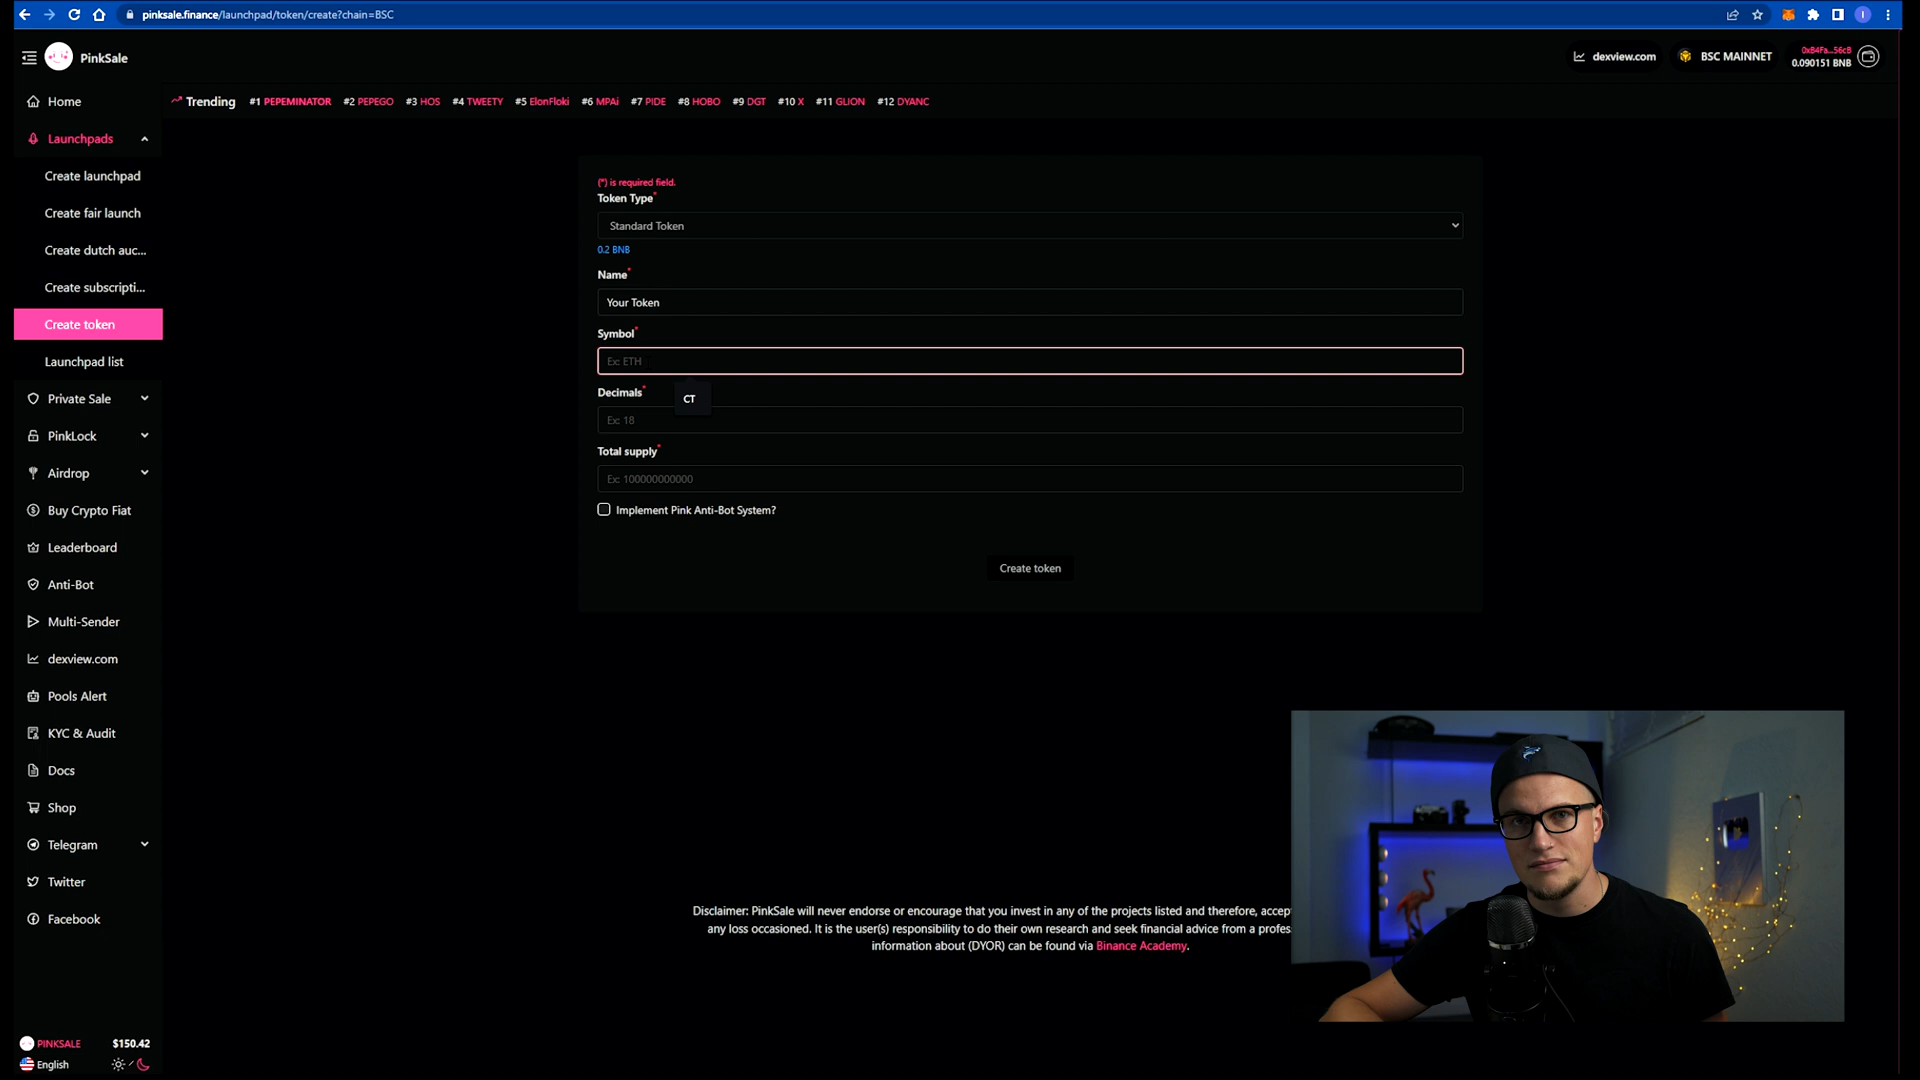 pinksale.finance/launchpad/token/create?chain=BSC
PinkSale
dexview.com
BSC MAINNET
0xB4Fa...56cB
0.090151 BNB
Home
Trending
#1 PEPEMINATOR
#2 PEPEGO
#3 HOS
#4 TWEETY
#5 ElonFloki
#6 MPAi
#7 PIDE
#8 HOBO
#9 DGT
#10 X
#11 GLION
#12 DYANC
Launchpads
Create launchpad
Create fair launch
Create dutch auc...
Create subscripti...
Create token
Launchpad list
Private Sale
PinkLock
Airdrop
Buy Crypto Fiat
Leaderboard
Anti-Bot
Multi-Sender
dexview.com
Pools Alert
KYC & Audit
Docs
Shop
Telegram
Twitter
Facebook
PINKSALE $150.42
English
(*) is required field.
Token Type*
Standard Token
0.2 BNB
Name*
Your Token
Symbol*
Ex: ETH
CT
Decimals*
Ex: 18
Total supply*
Ex: 100000000000
Implement Pink Anti-Bot System?
Create token
Disclaimer: PinkSale will never endorse or encourage that you invest in any of the projects listed and therefore, accept
any loss occasioned. It is the user(s) responsibility to do their own research and seek financial advice from a profes
information about (DYOR) can be found via Binance Academy.